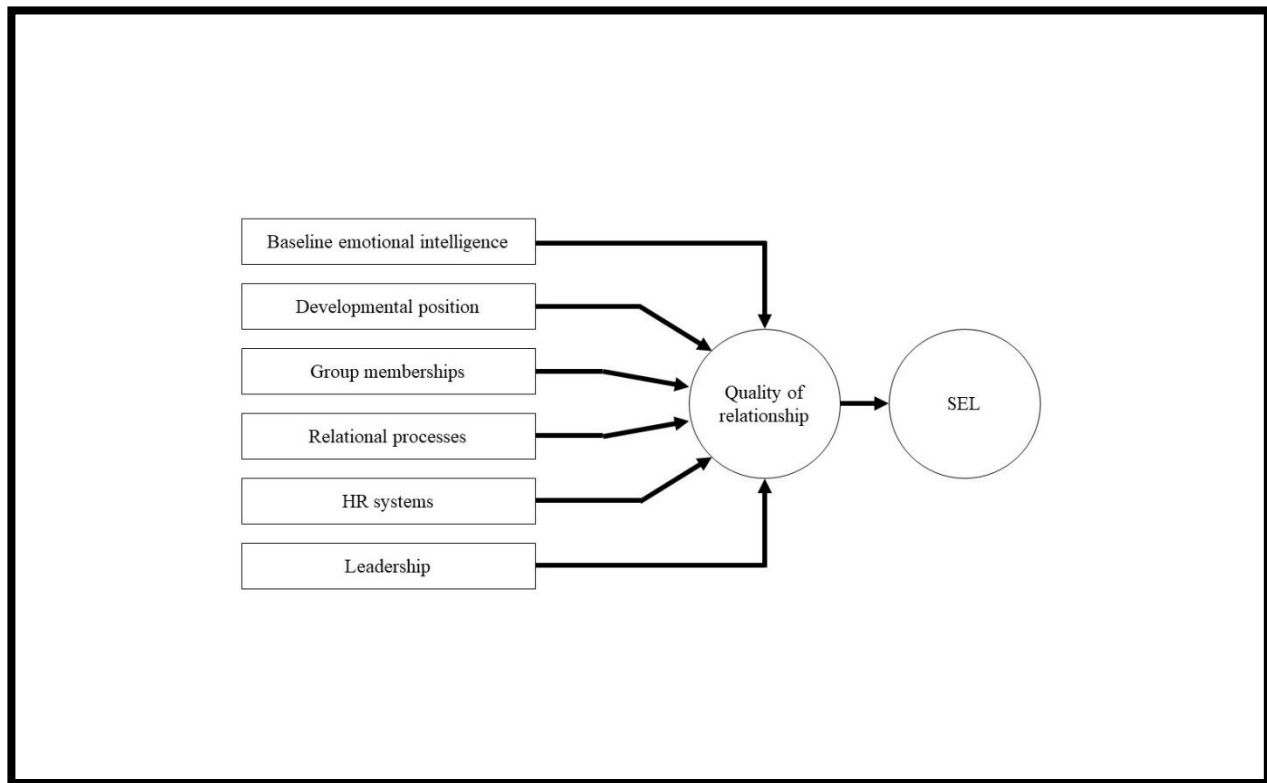 Baseline emotional intelligence
Developmental position
Group memberships
Relational processes
HR systems
Leadership
Quality of
relationship
SEL